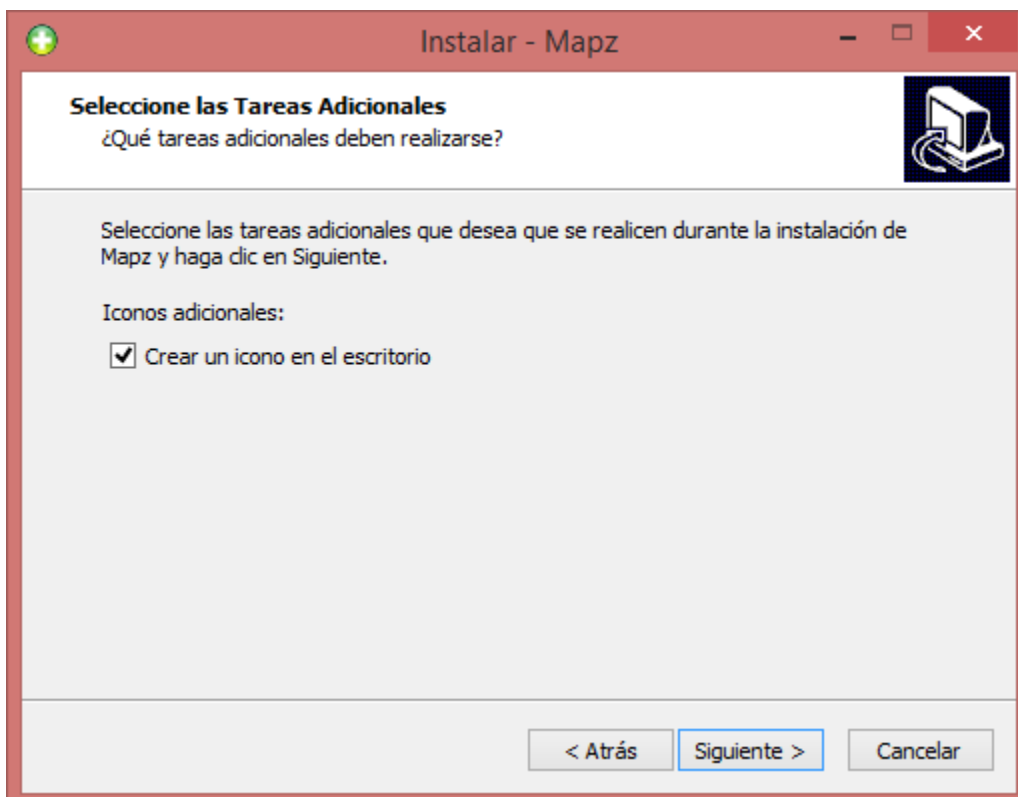 Instalar - Mapz
Seleccione las Tareas Adicionales
¿Qué tareas adicionales deben realizarse?
Seleccione las tareas adicionales que desea que se realicen durante la instalación de
Mapz y haga clic en Siguiente.
Iconos adicionales:
Crear un icono en el escritorio
< Atrás
Siguiente >
Cancelar